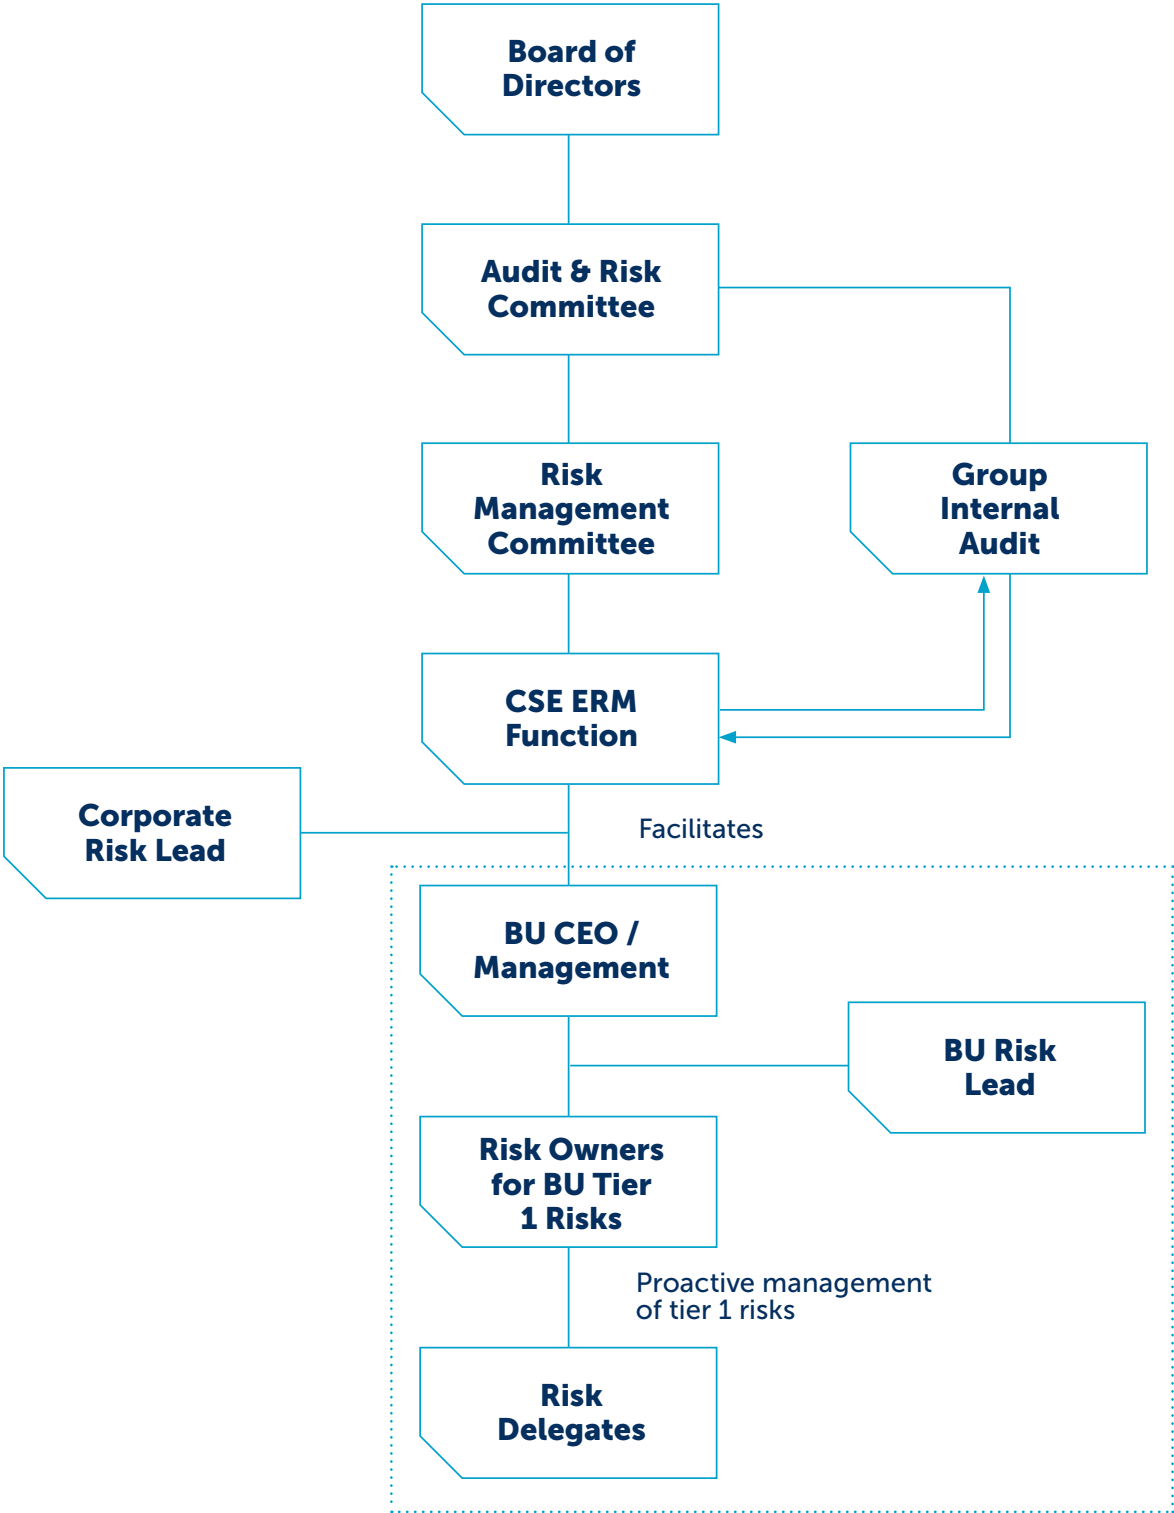 Board of
Directors
Audit & Risk
Committee
Risk
Management
Committee
Group
Internal
Audit
CSE ERM
Function
Corporate
Risk Lead
Facilitates
BU CEO /
Management
BU Risk
Lead
Risk Owners
for BU Tier
1 Risks
Proactive management
of tier 1 risks
Risk
Delegates